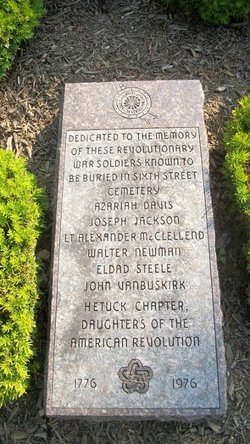 DEDICATED TO THE MEMORY
OF THESE REVOLUTIONARY
WAR SOLDIERS KNOWN TO
BE BURIED IN SIXTH STREET
CEMETERY
AZARIAH DAVIS
JOSEPH JACKSON
LT. ALEXANDER McCLELLEND
WALTER NEWMAN
ELDAD STEELE
JOHN VANBUSKIRK
HETUCK CHAPTER,
DAUGHTERS OF THE
AMERICAN REVOLUTION
1776 1976